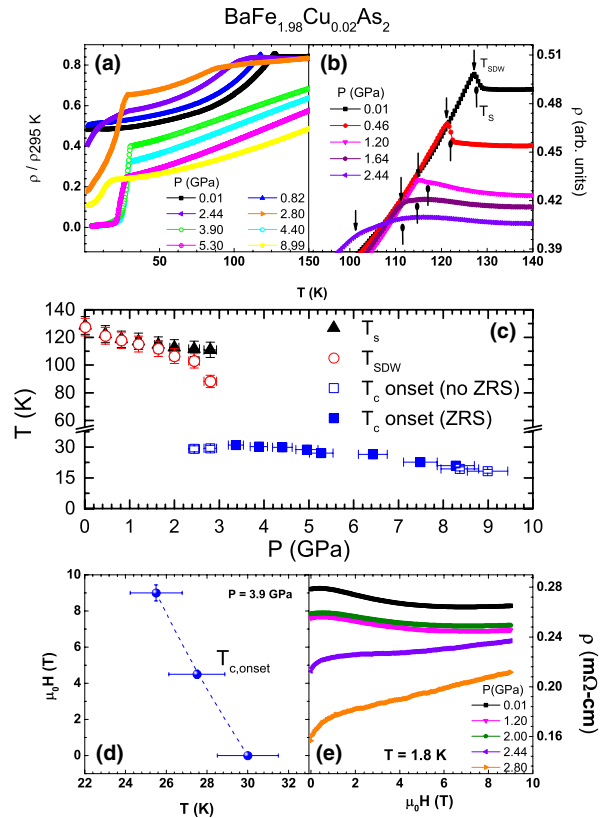 BaFe1.98Cu0.02As2
(a)
ρ / ρ295 K
0.8
0.6
0.4
0.2
0.0
P (GPa)
0.01 0.82
2.44 2.80
3.90 4.40
5.30 8.99
50 100 150
T (K)
(b)
P (GPa)
0.01
0.46
1.20
1.64
2.44
TSDW
TS
0.51
0.48
0.45
0.42
0.39
ρ (arb. units)
100 110 120 130 140
T (K)
(c)
T (K)
140
120
100
80
60
45
30
15
0
Ts
TSDW
Tc onset (no ZRS)
Tc onset (ZRS)
0 1 2 3 4 5 6 7 8 9 10
P (GPa)
μ0H (T)
10
8
6
4
2
0
P = 3.9 GPa
Tc,onset
(d)
22 24 26 28 30 32
T (K)
0.28
0.24
0.20
0.16
ρ (mΩ-cm)
P(GPa)
0.01
1.20
2.00
2.44
2.80
(e)
T = 1.8 K
0 2 4 6 8 10
μ0H (T)